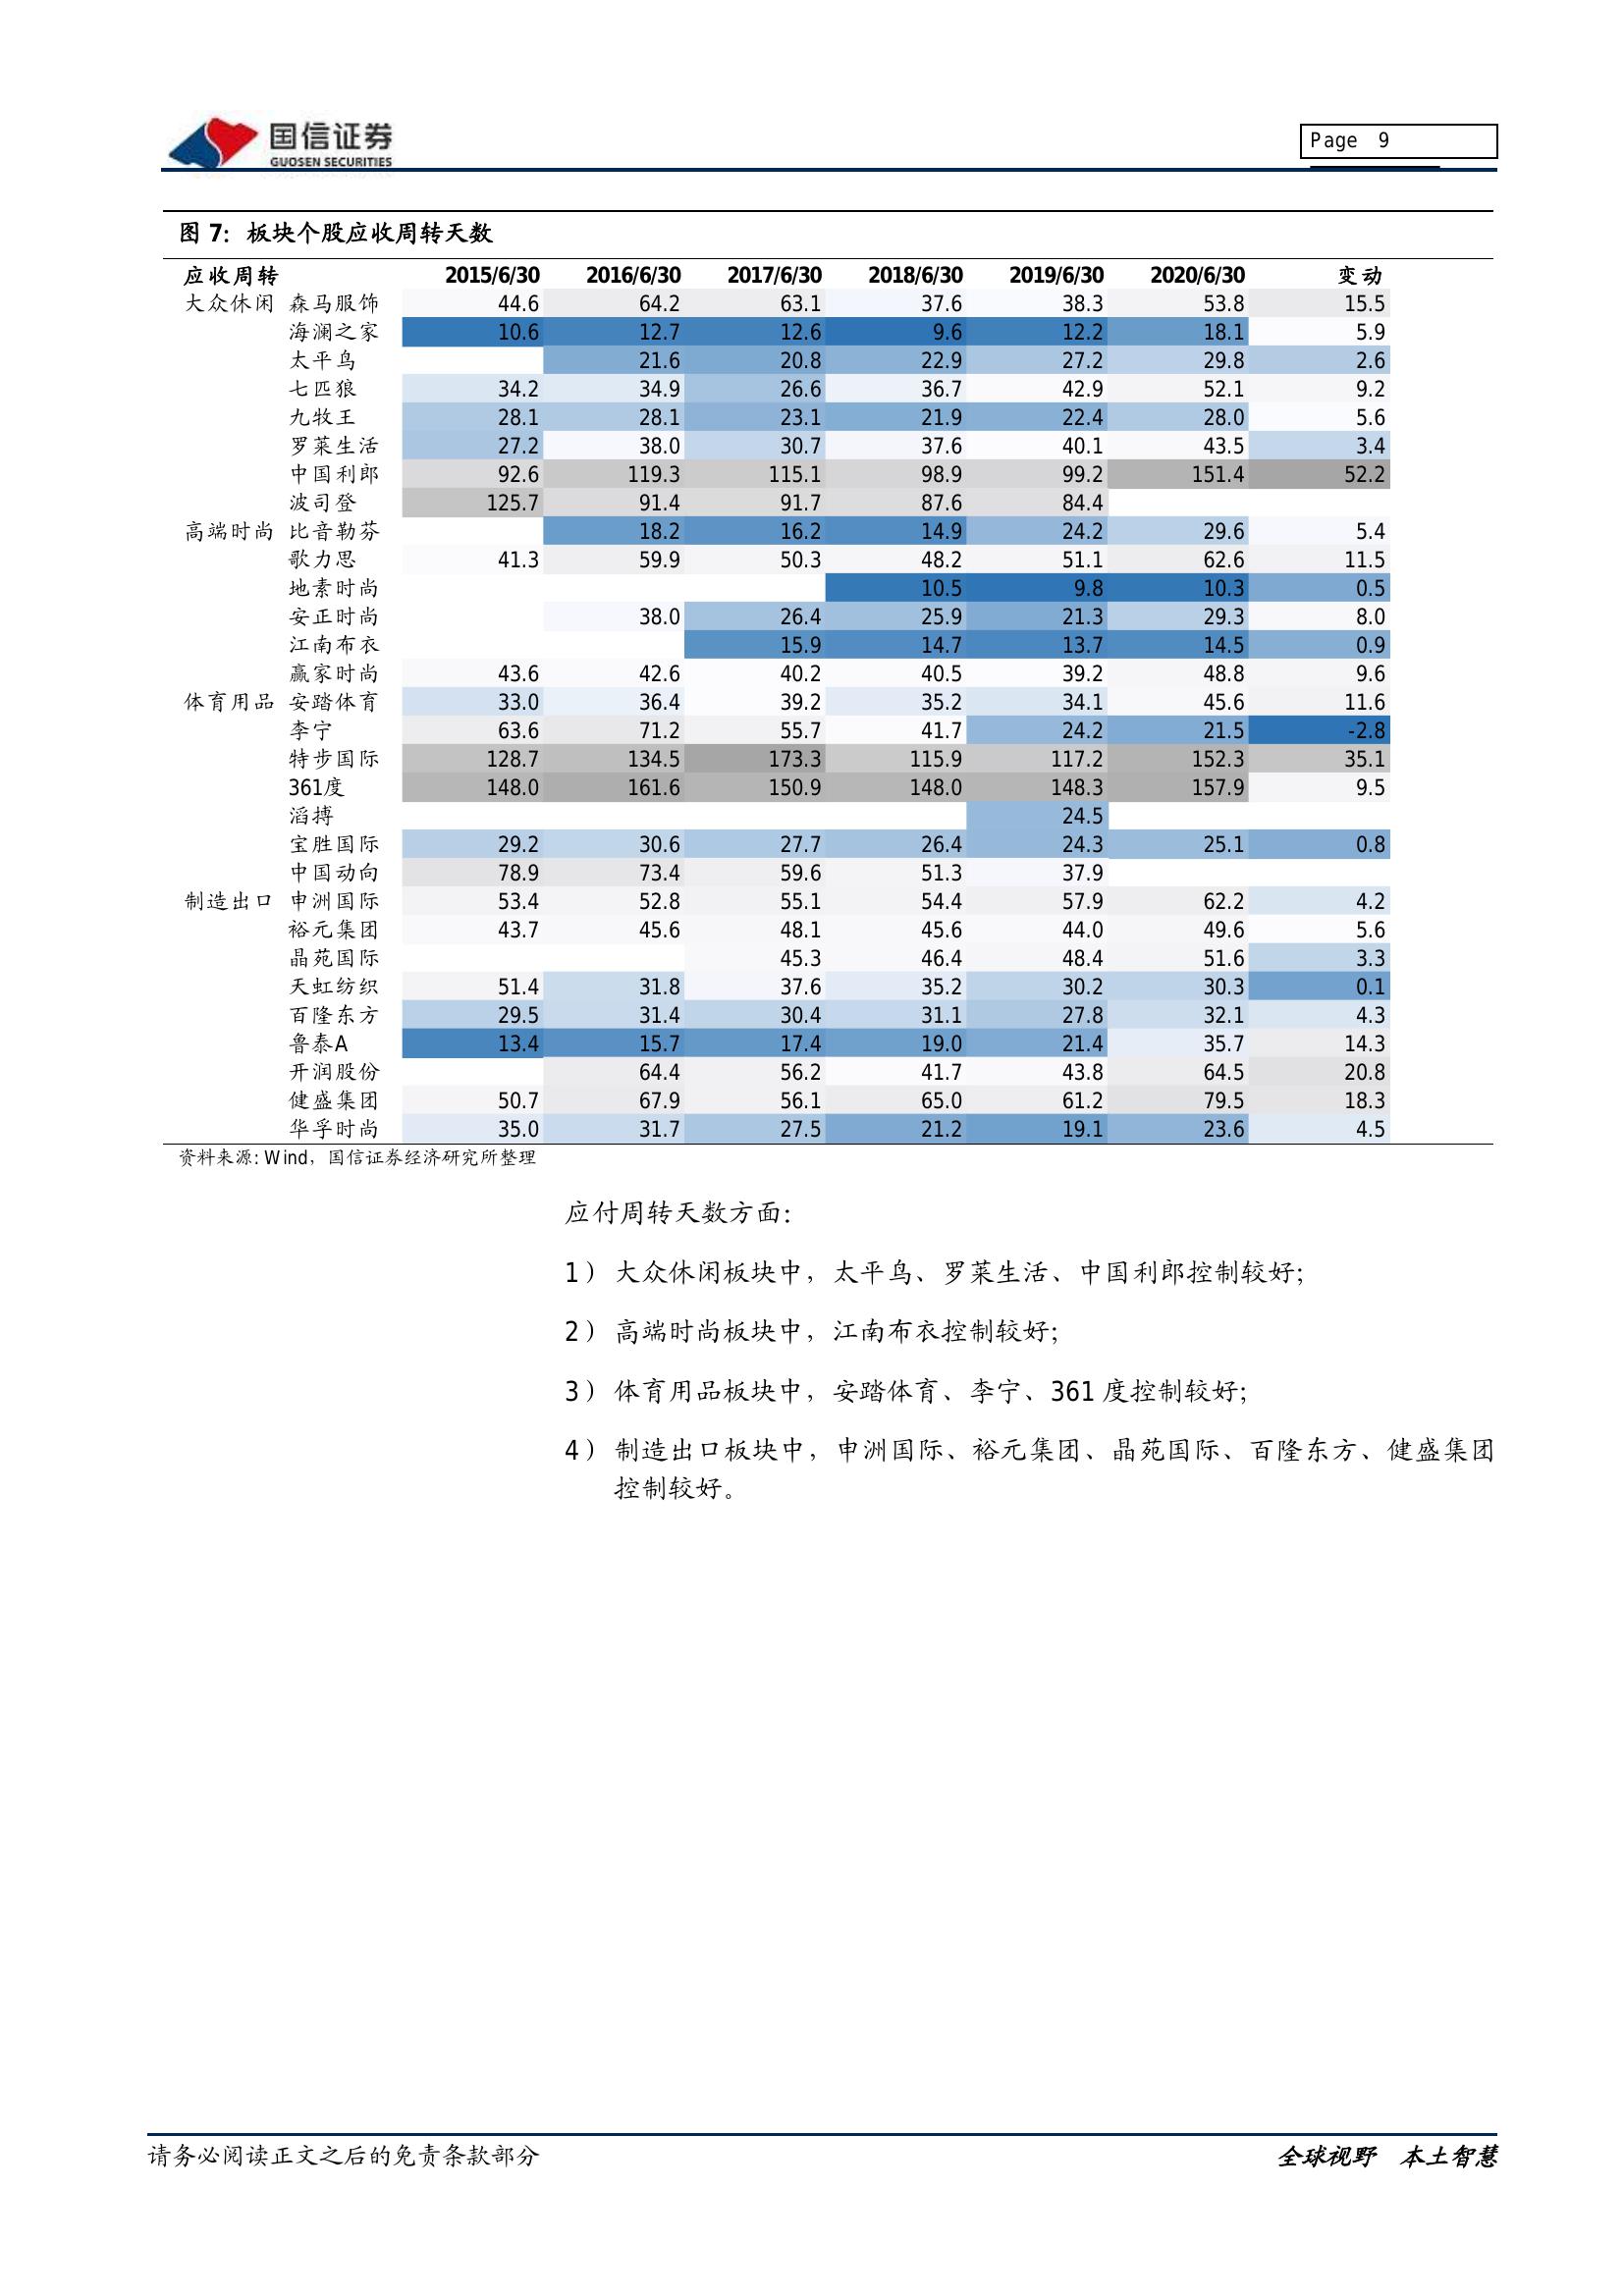 国信证券
GUOSEN SECURITIES
Page 9
图 7：板块个股应收周转天数
应收周转 2015/6/30 2016/6/30 2017/6/30 2018/6/30 2019/6/30 2020/6/30 变动
大众休闲 森马服饰 44.6 64.2 63.1 37.6 38.3 53.8 15.5
海澜之家 10.6 12.7 12.6 9.6 12.2 18.1 5.9
太平鸟 21.6 20.8 22.9 27.2 29.8 2.6
七匹狼 34.2 34.9 26.6 36.7 42.9 52.1 9.2
九牧王 28.1 28.1 23.1 21.9 22.4 28.0 5.6
罗莱生活 27.2 38.0 30.7 37.6 40.1 43.5 3.4
中国利郎 92.6 119.3 115.1 98.9 99.2 151.4 52.2
波司登 125.7 91.4 91.7 87.6 84.4
高端时尚 比音勒芬 18.2 16.2 14.9 24.2 29.6 5.4
歌力思 41.3 59.9 50.3 48.2 51.1 62.6 11.5
地素时尚 10.5 9.8 10.3 0.5
安正时尚 38.0 26.4 25.9 21.3 29.3 8.0
江南布衣 15.9 14.7 13.7 14.5 0.9
赢家时尚 43.6 42.6 40.2 40.5 39.2 48.8 9.6
体育用品 安踏体育 33.0 36.4 39.2 35.2 34.1 45.6 11.6
李宁 63.6 71.2 55.7 41.7 24.2 21.5 -2.8
特步国际 128.7 134.5 173.3 115.9 117.2 152.3 35.1
361度 148.0 161.6 150.9 148.0 148.3 157.9 9.5
滔搏 24.5
宝胜国际 29.2 30.6 27.7 26.4 24.3 25.1 0.8
中国动向 78.9 73.4 59.6 51.3 37.9
制造出口 申洲国际 53.4 52.8 55.1 54.4 57.9 62.2 4.2
裕元集团 43.7 45.6 48.1 45.6 44.0 49.6 5.6
晶苑国际 45.3 46.4 48.4 51.6 3.3
天虹纺织 51.4 31.8 37.6 35.2 30.2 30.3 0.1
百隆东方 29.5 31.4 30.4 31.1 27.8 32.1 4.3
鲁泰A 13.4 15.7 17.4 19.0 21.4 35.7 14.3
开润股份 64.4 56.2 41.7 43.8 64.5 20.8
健盛集团 50.7 67.9 56.1 65.0 61.2 79.5 18.3
华孚时尚 35.0 31.7 27.5 21.2 19.1 23.6 4.5
资料来源：Wind，国信证券经济研究所整理
应付周转天数方面：
1） 大众休闲板块中，太平鸟、罗莱生活、中国利郎控制较好；
2） 高端时尚板块中，江南布衣控制较好；
3） 体育用品板块中，安踏体育、李宁、361 度控制较好；
4） 制造出口板块中，申洲国际、裕元集团、晶苑国际、百隆东方、健盛集团
控制较好。
请务必阅读正文之后的免责条款部分
全球视野 本土智慧